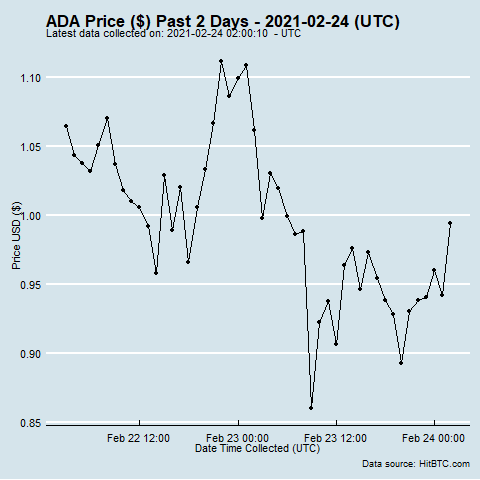 ADA Price ($) Past 2 Days - 2021-02-24 (UTC)
Latest data collected on: 2021-02-24 02:00:10  - UTC
1.10
1.05
1.00
0.95
0.90
0.85
Price USD ($)
Feb 22 12:00
Feb 23 00:00
Feb 23 12:00
Feb 24 00:00
Date Time Collected (UTC)
Data source: HitBTC.com